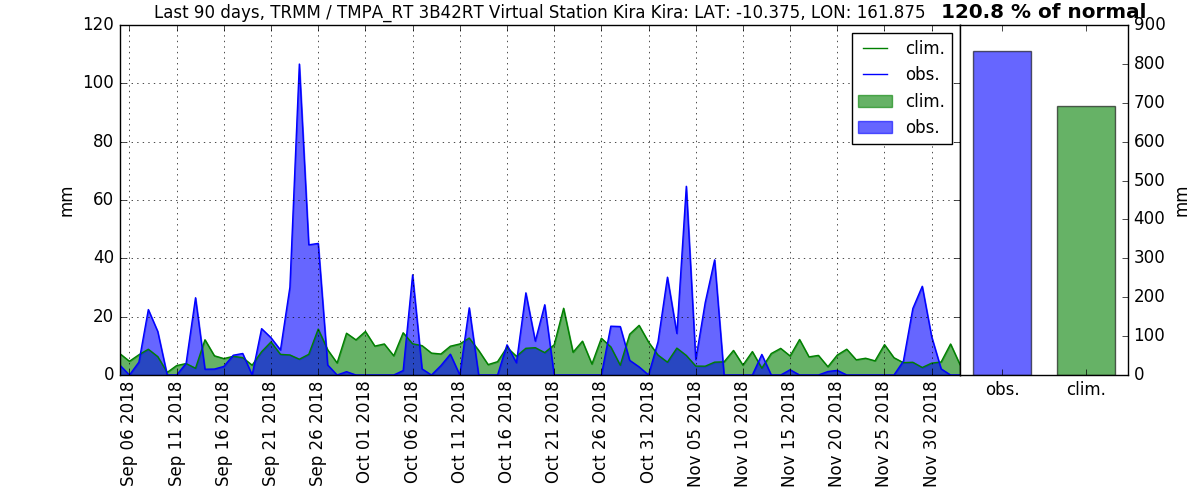 Last 90 days, TRMM / TMPA_RT 3B42RT Virtual Station Kira Kira: LAT: -10.375, LON: 161.875 120.8 % of normal
120
100
80
60
40
20
0
mm
clim.
obs.
clim.
obs.
Sep 06 2018
Sep 11 2018
Sep 16 2018
Sep 21 2018
Sep 26 2018
Oct 01 2018
Oct 06 2018
Oct 11 2018
Oct 16 2018
Oct 21 2018
Oct 26 2018
Oct 31 2018
Nov 05 2018
Nov 10 2018
Nov 15 2018
Nov 20 2018
Nov 25 2018
Nov 30 2018
900
800
700
600
500
400
300
200
100
0
mm
obs. clim.